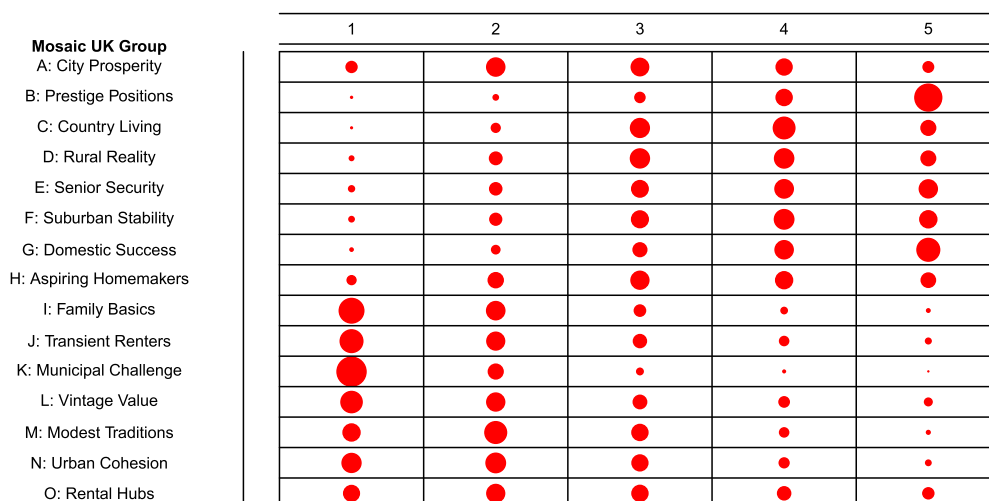 1 2 3 4 5
Mosaic UK Group
A: City Prosperity
B: Prestige Positions
C: Country Living
D: Rural Reality
E: Senior Security
F: Suburban Stability
G: Domestic Success
H: Aspiring Homemakers
I: Family Basics
J: Transient Renters
K: Municipal Challenge
L: Vintage Value
M: Modest Traditions
N: Urban Cohesion
O: Rental Hubs